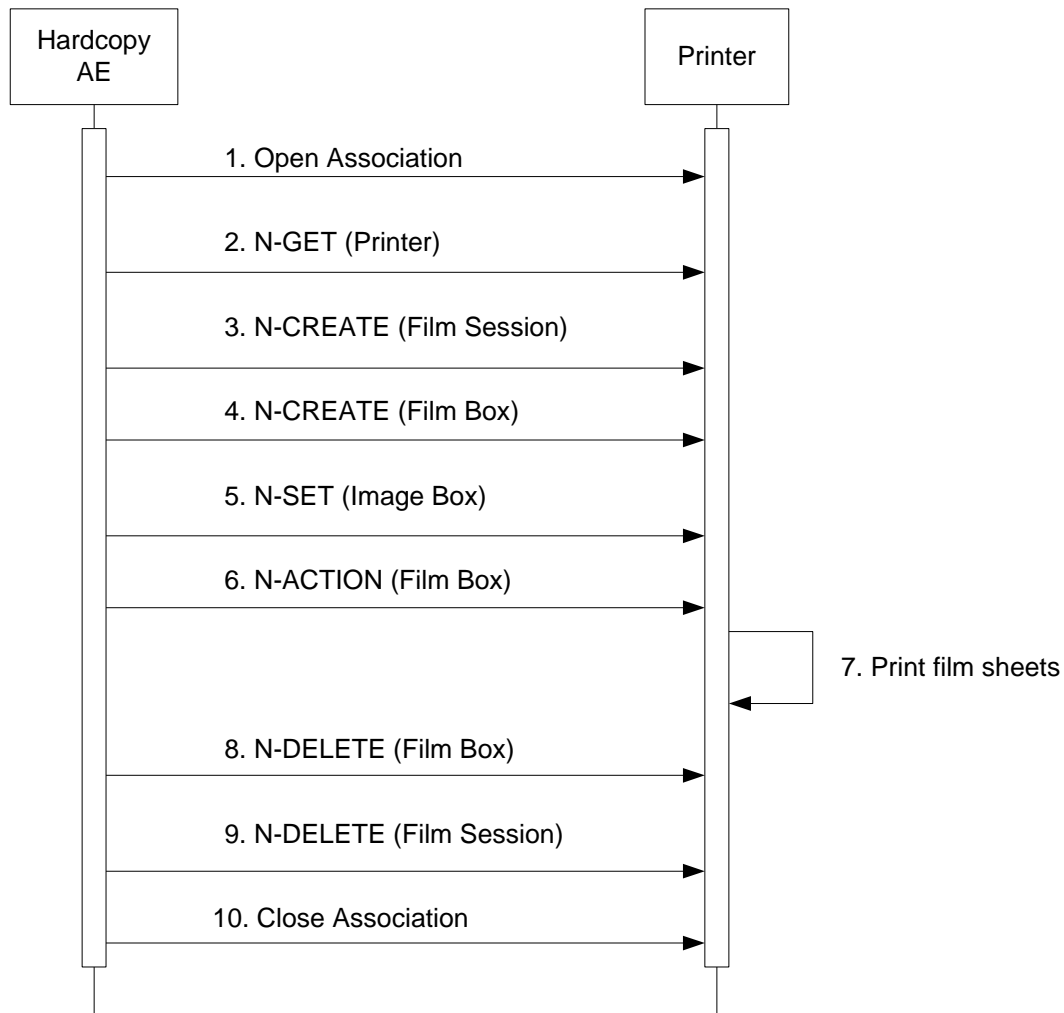 Hardcopy
AE
Printer
1. Open Association
2. N-GET (Printer)
3. N-CREATE (Film Session)
4. N-CREATE (Film Box)
5. N-SET (Image Box)
6. N-ACTION (Film Box)
7. Print film sheets
8. N-DELETE (Film Box)
9. N-DELETE (Film Session)
10. Close Association